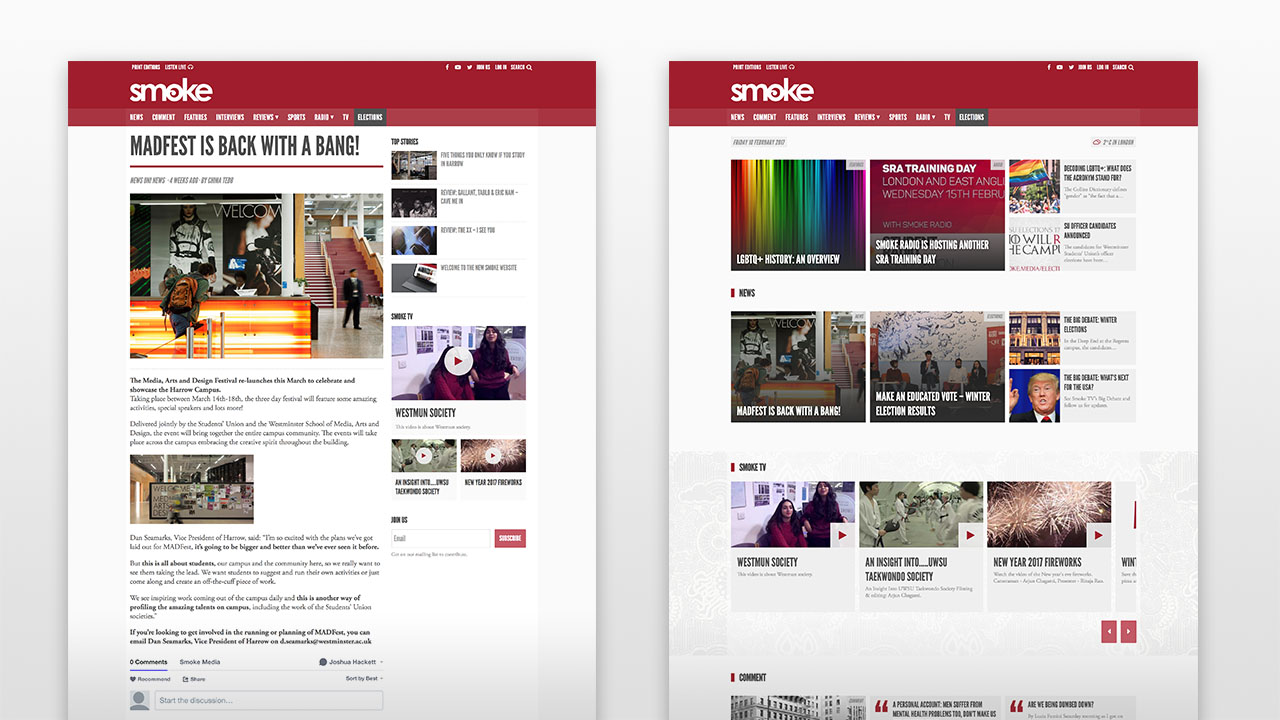 PRINT EDITIONS LISTEN LIVE
JOIN US LOG IN SEARCH
smoke
NEWS COMMENT FEATURES INTERVIEWS REVIEWS SPORTS RADIO TV ELECTIONS
MADFEST IS BACK WITH A BANG!
NEWS UNI NEWS · 4 WEEKS AGO · BY CHINA TEBB
WELCOM
The Media, Arts and Design Festival re-launches this March to celebrate and
showcase the Harrow Campus.
Taking place between March 14th-18th, the three day festival will feature some amazing
activities, special speakers and lots more!
Delivered jointly by the Students' Union and the Westminster School of Media, Arts and
Design, the event will bring together the entire campus community. The events will take
place across the campus embracing the creative spirit throughout the building.
Dan Seamarks, Vice President of Harrow, said: "I'm so excited with the plans we've got
laid out for MADFest, it's going to be bigger and better than we've ever seen it before.
But this is all about students, our campus and the community here, so we really want to
see them taking the lead. We want students to suggest and run their own activities or just
come along and create an off-the-cuff piece of work.
We see inspiring work coming out of the campus daily and this is another way of
profiling the amazing talents on campus, including the work of the Students' Union
societies."
If you're looking to get involved in the running or planning of MADFest, you can
email Dan Seamarks, Vice President of Harrow on d.seamarks@westminster.ac.uk
0 Comments Smoke Media Joshua Hackett
Recommend Share Sort by Best
Start the discussion...
TOP STORIES
FIVE THINGS YOU ONLY KNOW IF YOU STUDY
IN HARROW
REVIEW: GALLANT, TABLO & ERIC NAM –
CAVE ME IN
REVIEW: THE XX – I SEE YOU
WELCOME TO THE NEW SMOKE WEBSITE
SMOKE TV
WESTMUN SOCIETY
This video is about Westmun society.
AN INSIGHT INTO.....UWSU
TAEKWONDO SOCIETY
NEW YEAR 2017 FIREWORKS
JOIN US
Email SUBSCRIBE
Get on our mailing list to contribute.
PRINT EDITIONS LISTEN LIVE
JOIN US LOG IN SEARCH
smoke
NEWS COMMENT FEATURES INTERVIEWS REVIEWS SPORTS RADIO TV ELECTIONS
FRIDAY 10 FEBRUARY 2017
2°C IN LONDON
FEATURES
LGBTQ+ HISTORY: AN OVERVIEW
RADIO
SRA TRAINING DAY
LONDON AND EAST ANGLI
WEDNESDAY 15TH FEBRU
WITH SMOKE RADIO
SMOKE RADIO IS HOSTING ANOTHER
SRA TRAINING DAY
DECODING LGBTQ+: WHAT DOES
THE ACRONYM STAND FOR?
The Collins Dictionary defines
"gender" as "the fact that a...
SU OFFICER CANDIDATES
ANNOUNCED
The candidates for Westminster
Students' Union's officer
elections have been...
NEWS
NEWS
WELCOM
MADFEST IS BACK WITH A BANG!
ELECTIONS
MAKE AN EDUCATED VOTE – WINTER
ELECTION RESULTS
THE BIG DEBATE: WINTER
ELECTIONS
In the Deep End at the Regents
campus, the candidates...
THE BIG DEBATE: WHAT'S NEXT
FOR THE USA?
See Smoke TV's Big Debate and
follow us for updates.
SMOKE TV
WESTMUN SOCIETY
This video is about Westmun society.
AN INSIGHT INTO.....UWSU
TAEKWONDO SOCIETY
An Insight Into UWSU Taekwondo Society Filming
& editing: Arjun Chagatti.
NEW YEAR 2017 FIREWORKS
Watch the video of the New year's eve fireworks.
Cameraman - Arjun Chagatti, Presenter - Rituja Rao.
COMMENT
A PERSONAL ACCOUNT: MEN SUFFER FROM
MENTAL HEALTH PROBLEMS TOO, DON'T MAKE US
ARE WE BEING DUMBED DOWN?